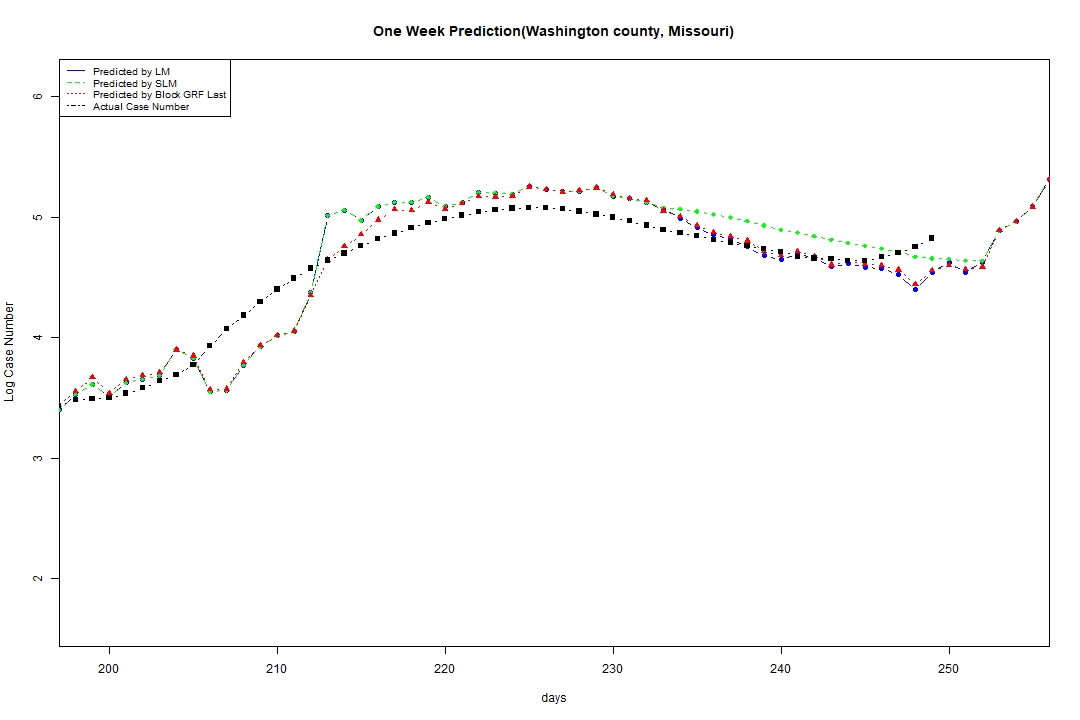 One Week Prediction(Washington county, Missouri)
Predicted by LM
Predicted by SLM
Predicted by Block GRF Last
Actual Case Number
6
5
4
3
2
Log Case Number
200 210 220 230 240 250
days